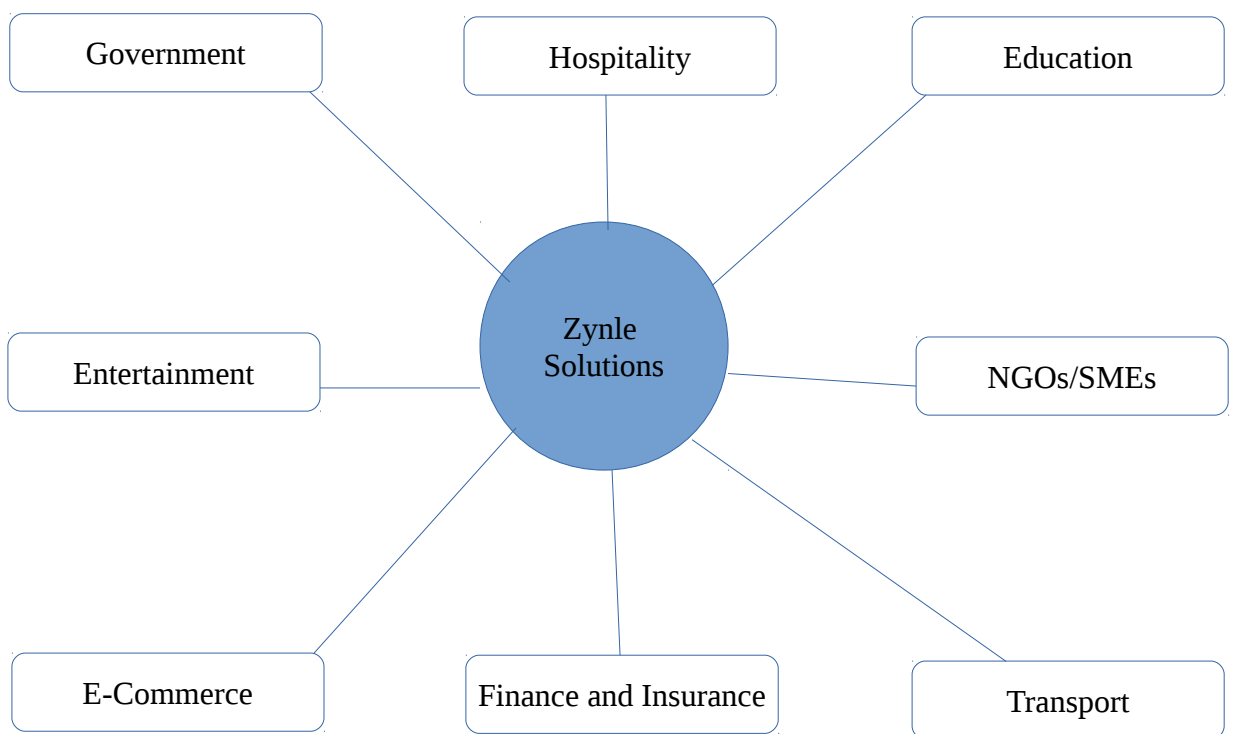 Government
Hospitality
Education
Zynle
Solutions
Entertainment
NGOs/SMEs
E-Commerce
Finance and Insurance
Transport